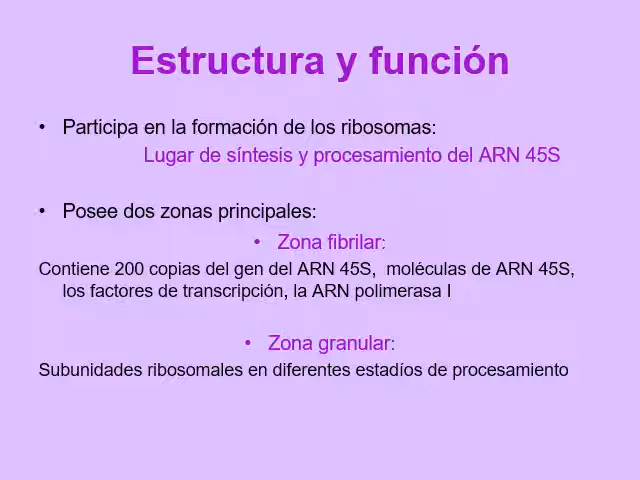 Estructura y función
• Participa en la formación de los ribosomas:
Lugar de síntesis y procesamiento del ARN 45S
• Posee dos zonas principales:
• Zona fibrilar:
Contiene 200 copias del gen del ARN 45S, moléculas de ARN 45S,
los factores de transcripción, la ARN polimerasa I
• Zona granular:
Subunidades ribosomales en diferentes estadíos de procesamiento